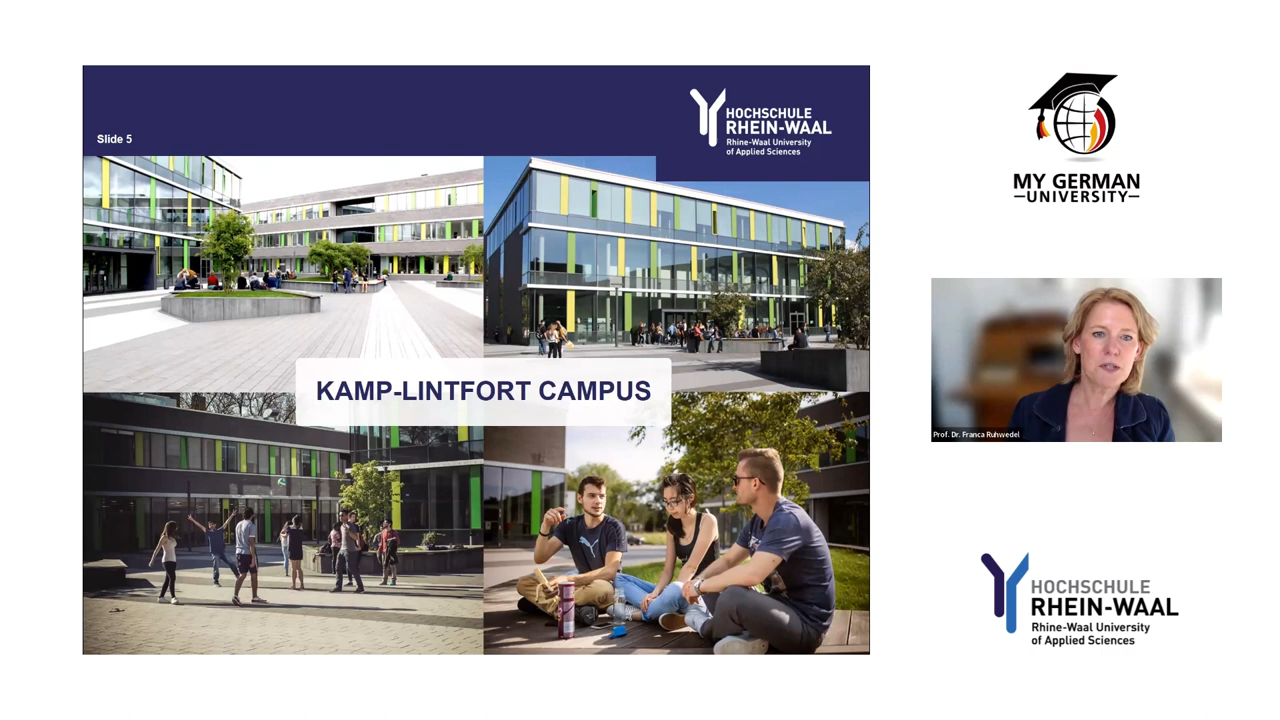 Slide 5
HOCHSCHULE
RHEIN-WAAL
Rhine-Waal University
of Applied Sciences
KAMP-LINTFORT CAMPUS
MY GERMAN
UNIVERSITY
Prof. Dr. Franca Ruhwedel
HOCHSCHULE
RHEIN-WAAL
Rhine-Waal University
of Applied Sciences